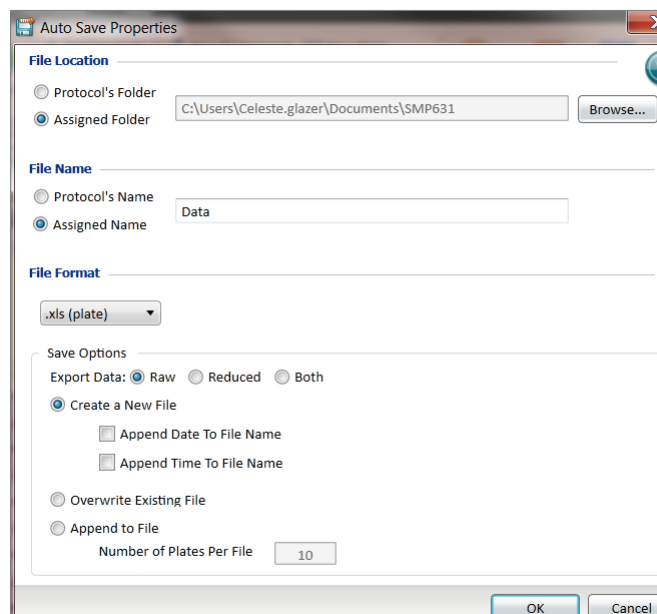 Auto Save Properties
File Location
Protocol's Folder
Assigned Folder
C:\Users\Celeste.glazer\Documents\SMP631
Browse...
File Name
Protocol's Name
Assigned Name
Data
File Format
.xls (plate)
Save Options
Export Data: Raw Reduced Both
Create a New File
Append Date To File Name
Append Time To File Name
Overwrite Existing File
Append to File
Number of Plates Per File 10
OK Cancel